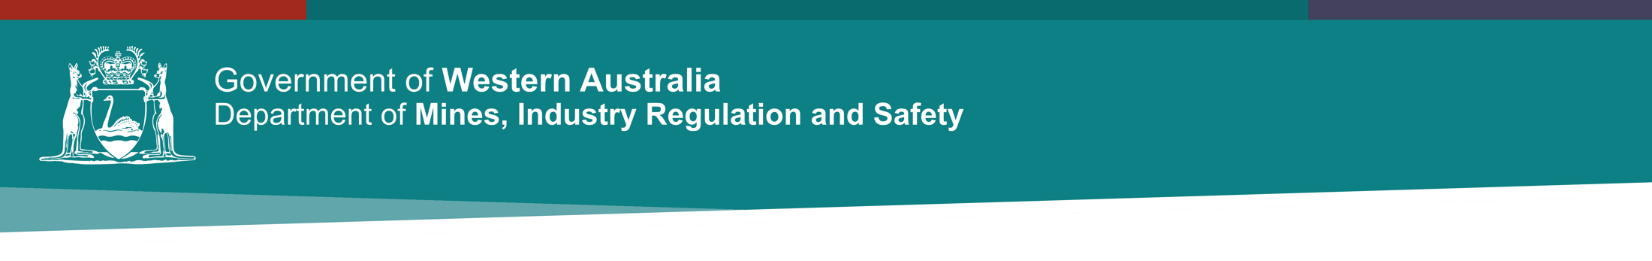 Government of Western Australia
Department of Mines, Industry Regulation and Safety